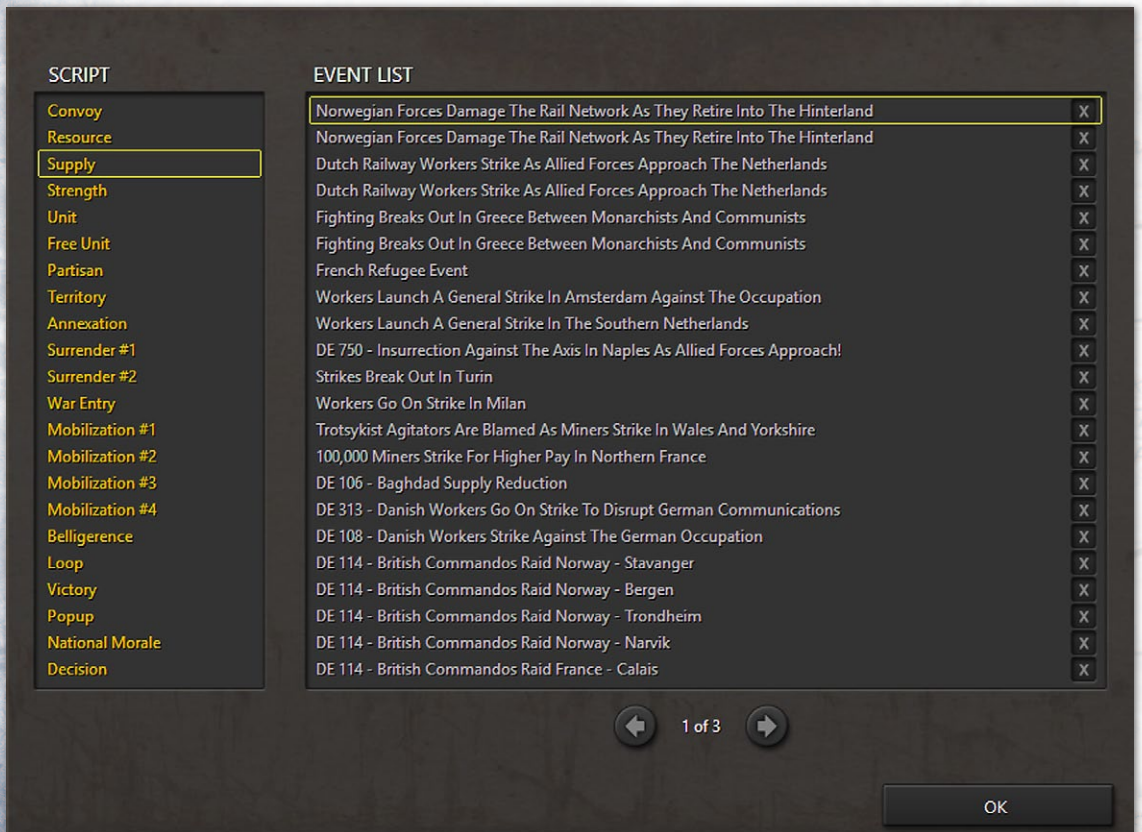 SCRIPT
Convoy
Resource
Supply
Strength
Unit
Free Unit
Partisan
Territory
Annexation
Surrender #1
Surrender #2
War Entry
Mobilization #1
Mobilization #2
Mobilization #3
Mobilization #4
Belligerence
Loop
Victory
Popup
National Morale
Decision
EVENT LIST
Norwegian Forces Damage The Rail Network As They Retire Into The Hinterland X
Norwegian Forces Damage The Rail Network As They Retire Into The Hinterland X
Dutch Railway Workers Strike As Allied Forces Approach The Netherlands X
Dutch Railway Workers Strike As Allied Forces Approach The Netherlands X
Fighting Breaks Out In Greece Between Monarchists And Communists X
Fighting Breaks Out In Greece Between Monarchists And Communists X
French Refugee Event X
Workers Launch A General Strike In Amsterdam Against The Occupation X
Workers Launch A General Strike In The Southern Netherlands X
DE 750 - Insurrection Against The Axis In Naples As Allied Forces Approach! X
Strikes Break Out In Turin X
Workers Go On Strike In Milan X
Trotsykist Agitators Are Blamed As Miners Strike In Wales And Yorkshire X
100,000 Miners Strike For Higher Pay In Northern France X
DE 106 - Baghdad Supply Reduction X
DE 313 - Danish Workers Go On Strike To Disrupt German Communications X
DE 108 - Danish Workers Strike Against The German Occupation X
DE 114 - British Commandos Raid Norway - Stavanger X
DE 114 - British Commandos Raid Norway - Bergen X
DE 114 - British Commandos Raid Norway - Trondheim X
DE 114 - British Commandos Raid Norway - Narvik X
DE 114 - British Commandos Raid France - Calais X
1 of 3
OK